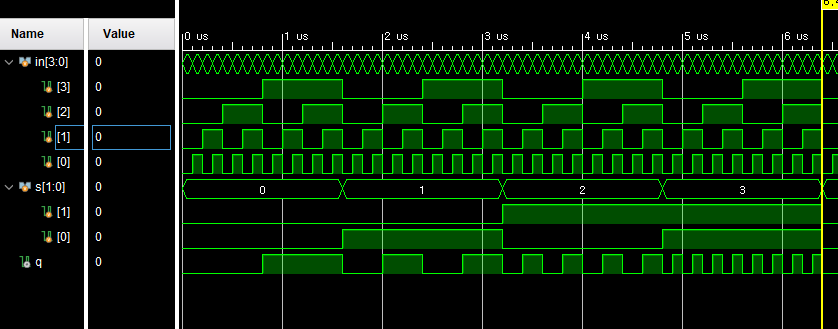 6,4
Name Value
0 us 1 us 2 us 3 us 4 us 5 us 6 us
in[3:0] 0
[3] 0
[2] 0
[1] 0
[0] 0
s[1:0] 0 0 1 2 3
[1] 0
[0] 0
q 0